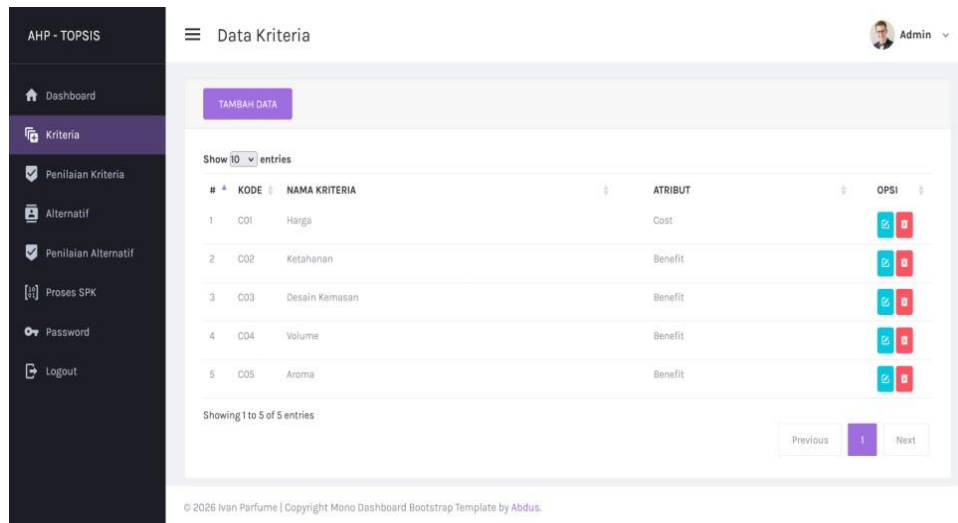 AHP - TOPSIS
Data Kriteria
Admin
Dashboard
Kriteria
Penilaian Kriteria
Alternatif
Penilaian Alternatif
Proses SPK
Password
Logout
TAMBAH DATA
Show 10 entries
# KODE NAMA KRITERIA ATRIBUT OPSI
1 C01 Harga Cost
2 C02 Ketahanan Benefit
3 C03 Desain Kemasan Benefit
4 C04 Volume Benefit
5 C05 Aroma Benefit
Showing 1 to 5 of 5 entries
Previous 1 Next
© 2026 Ivan Parfume | Copyright Mono Dashboard Bootstrap Template by Abdus.